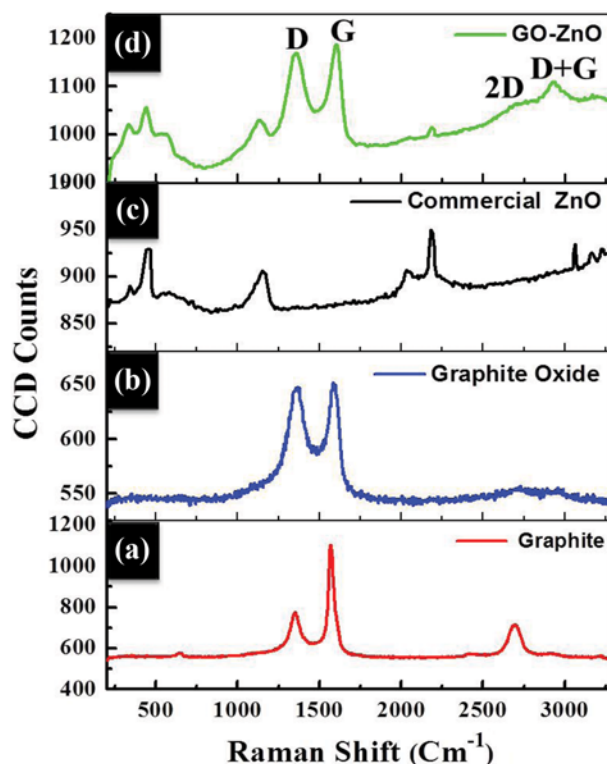 (d)
GO-ZnO
D
G
2D
D+G
1200
1100
1000
1900
(c)
Commercial ZnO
950
900
850
CCD Counts
(b)
Graphite Oxide
650
600
550
(a)
Graphite
1200
1000
800
600
400
500 1000 1500 2000 2500 3000
Raman Shift (Cm⁻¹)